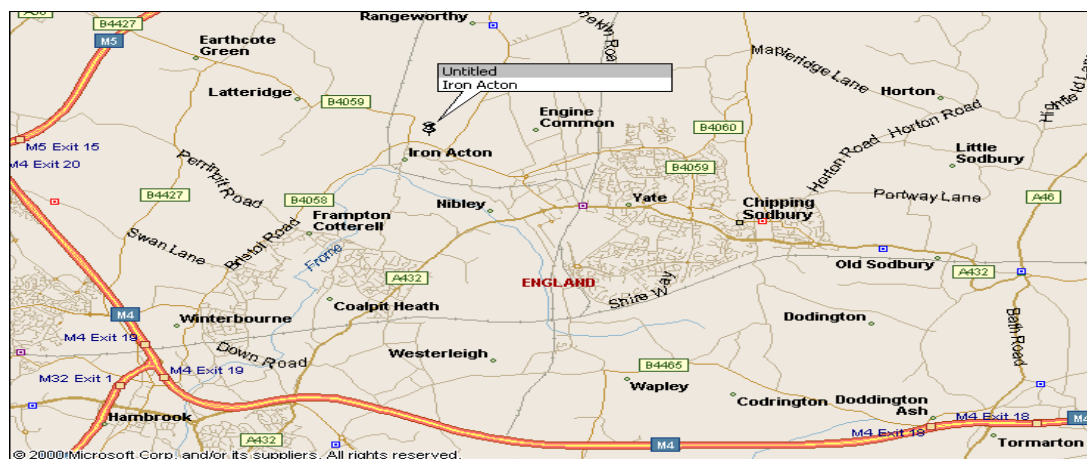 Rangeworthy
B4427
M5
Earthcote
Green
Untitled
Iron Acton
Mapleridge Lane
Latteridge
B4059
Engine
Common
Horton
B4060
Horton Road
Horton Road
M5 Exit 15
M4 Exit 20
Iron Acton
Little
Sodbury
B4059
Perrinpit Road
B4427
B4058
Nibley
Yate
Portway Lane
A46
Frampton
Cotterell
Chipping
Sodbury
Swan Lane
Bristol Road
Frome
A432
ENGLAND
Shire Way
Old Sodbury
A432
Coalpit Heath
M4
Winterbourne
Dodington
Bath Road
M4 Exit 19
Down Road
Westerleigh
B4465
M32 Exit 1
M4 Exit 19
Wapley
Codrington
Doddington
Ash
Hambrook
M4 Exit 18
M4
A432
M4 Exit 18
M4
Tormarton
© 2000 Microsoft Corp. and/or its suppliers. All rights reserved.